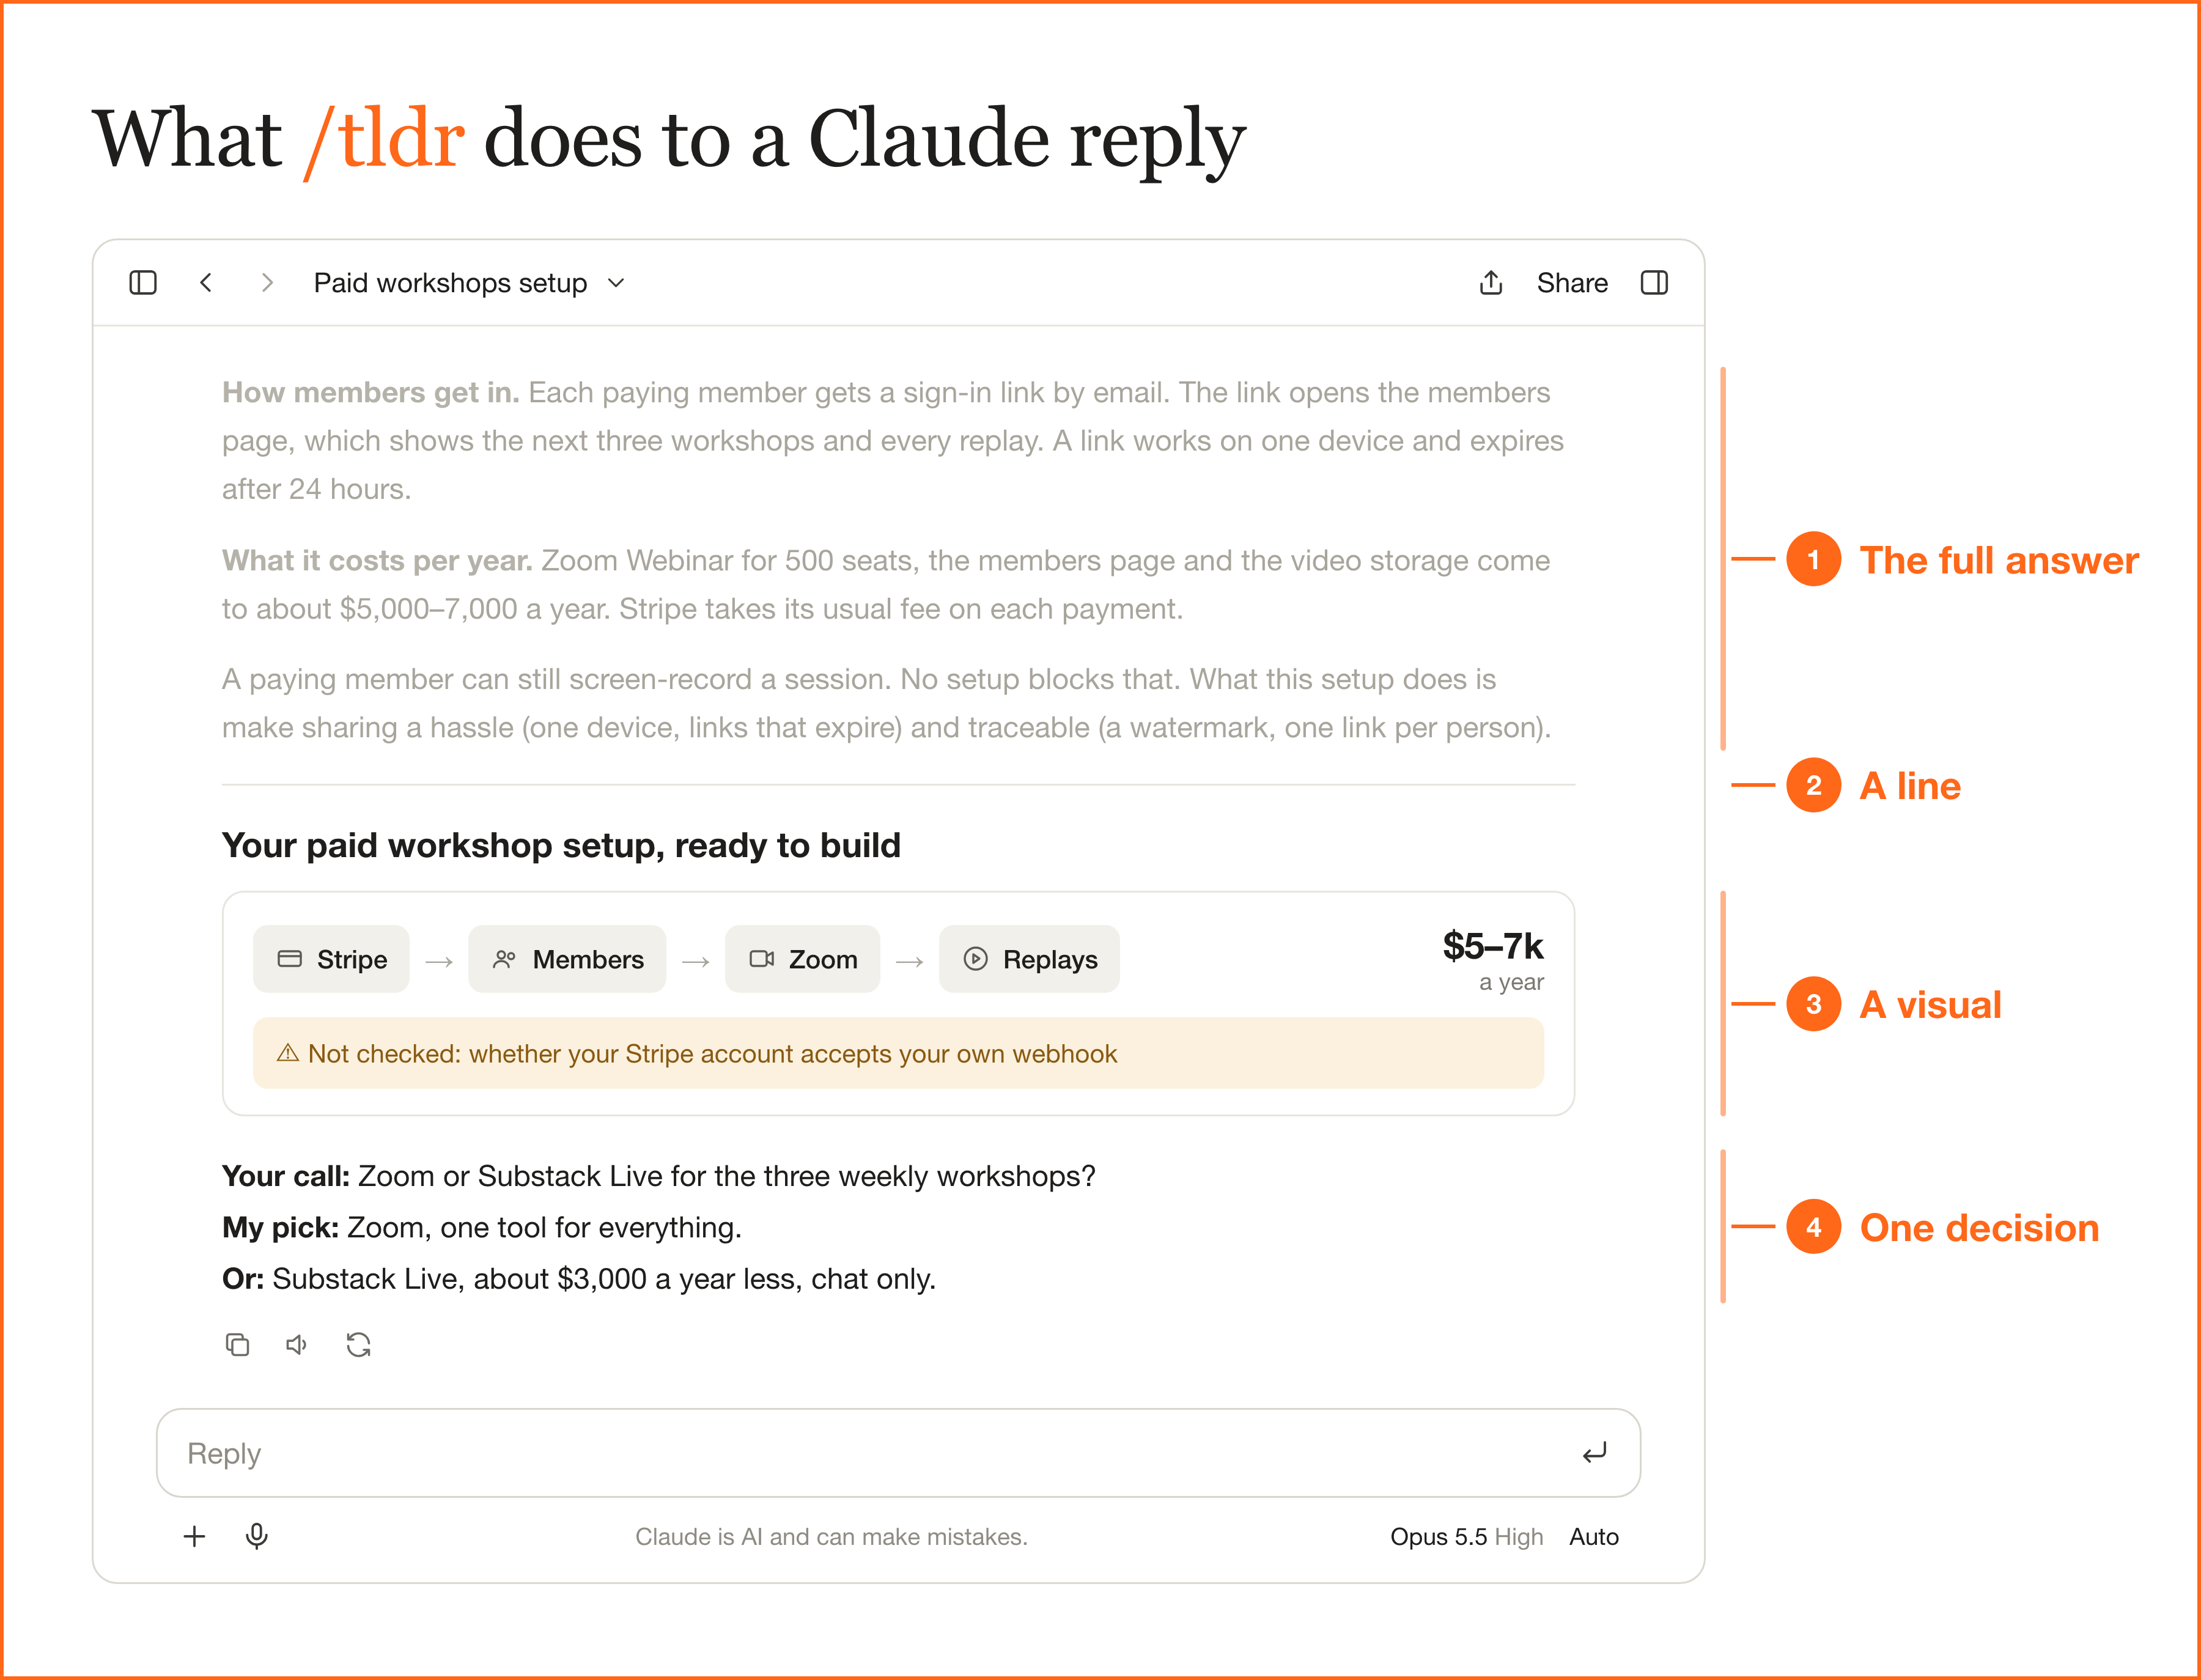 What /tldr does to a Claude reply
Paid workshops setup
Share
How members get in. Each paying member gets a sign-in link by email. The link opens the members
page, which shows the next three workshops and every replay. A link works on one device and expires
after 24 hours.
What it costs per year. Zoom Webinar for 500 seats, the members page and the video storage come
to about $5,000–7,000 a year. Stripe takes its usual fee on each payment.
A paying member can still screen-record a session. No setup blocks that. What this setup does is
make sharing a hassle (one device, links that expire) and traceable (a watermark, one link per person).
1 The full answer
2 A line
Your paid workshop setup, ready to build
Stripe → Members → Zoom → Replays
$5–7k
a year
⚠ Not checked: whether your Stripe account accepts your own webhook
3 A visual
Your call: Zoom or Substack Live for the three weekly workshops?
My pick: Zoom, one tool for everything.
Or: Substack Live, about $3,000 a year less, chat only.
4 One decision
Reply
Claude is AI and can make mistakes.
Opus 5.5 High Auto